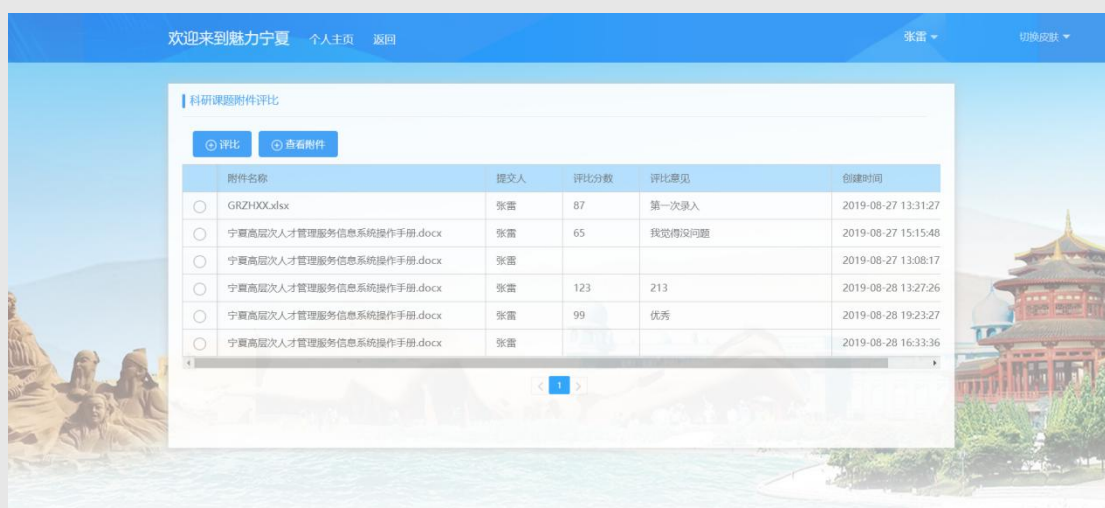 欢迎来到魅力宁夏 个人主页 返回 张雷 切换皮肤
科研课题附件评比
评比 查看附件
附件名称 提交人 评比分数 评比意见 创建时间
GRZHXX.xlsx 张雷 87 第一次录入 2019-08-27 13:31:27
宁夏高层次人才管理服务信息系统操作手册.docx 张雷 65 我觉得没问题 2019-08-27 15:15:48
宁夏高层次人才管理服务信息系统操作手册.docx 张雷 2019-08-27 13:08:17
宁夏高层次人才管理服务信息系统操作手册.docx 张雷 123 213 2019-08-28 13:27:26
宁夏高层次人才管理服务信息系统操作手册.docx 张雷 99 优秀 2019-08-28 19:23:27
宁夏高层次人才管理服务信息系统操作手册.docx 张雷 2019-08-28 16:33:36
1